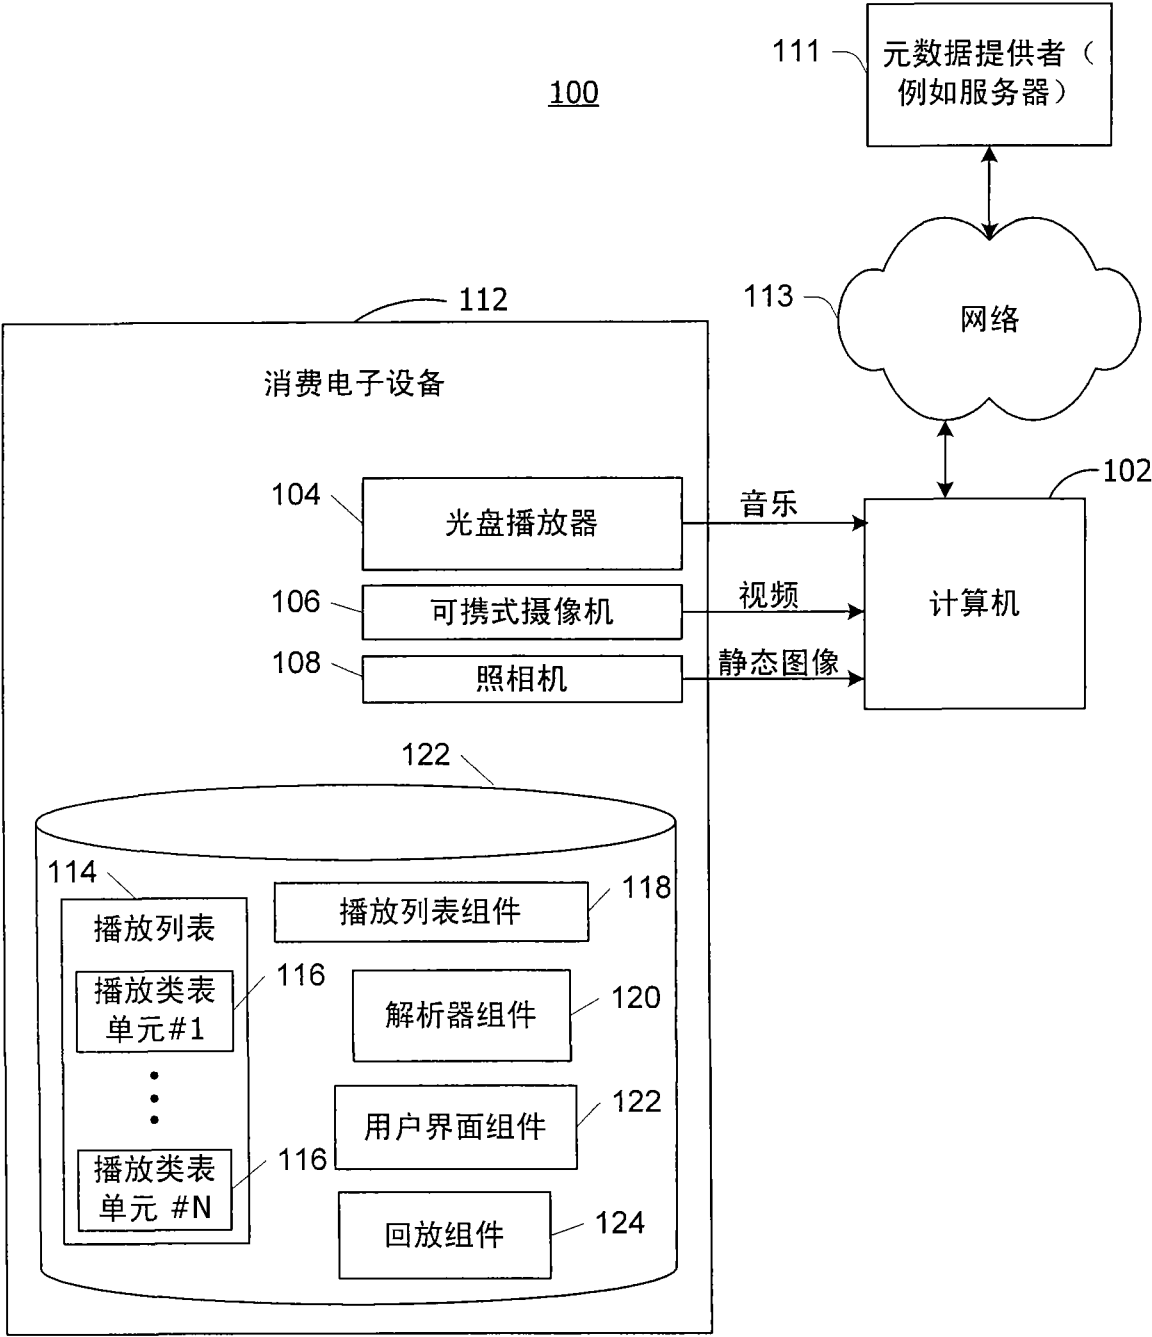 111
元数据提供者（
例如服务器）
100
113
网络
112
消费电子设备
102
104
光盘播放器
音乐
106
可携式摄像机
视频
计算机
108
照相机
静态图像
122
114
播放列表
播放列表组件
118
播放类表
单元#1
116
解析器组件
120
用户界面组件
122
播放类表
单元 #N
116
回放组件
124